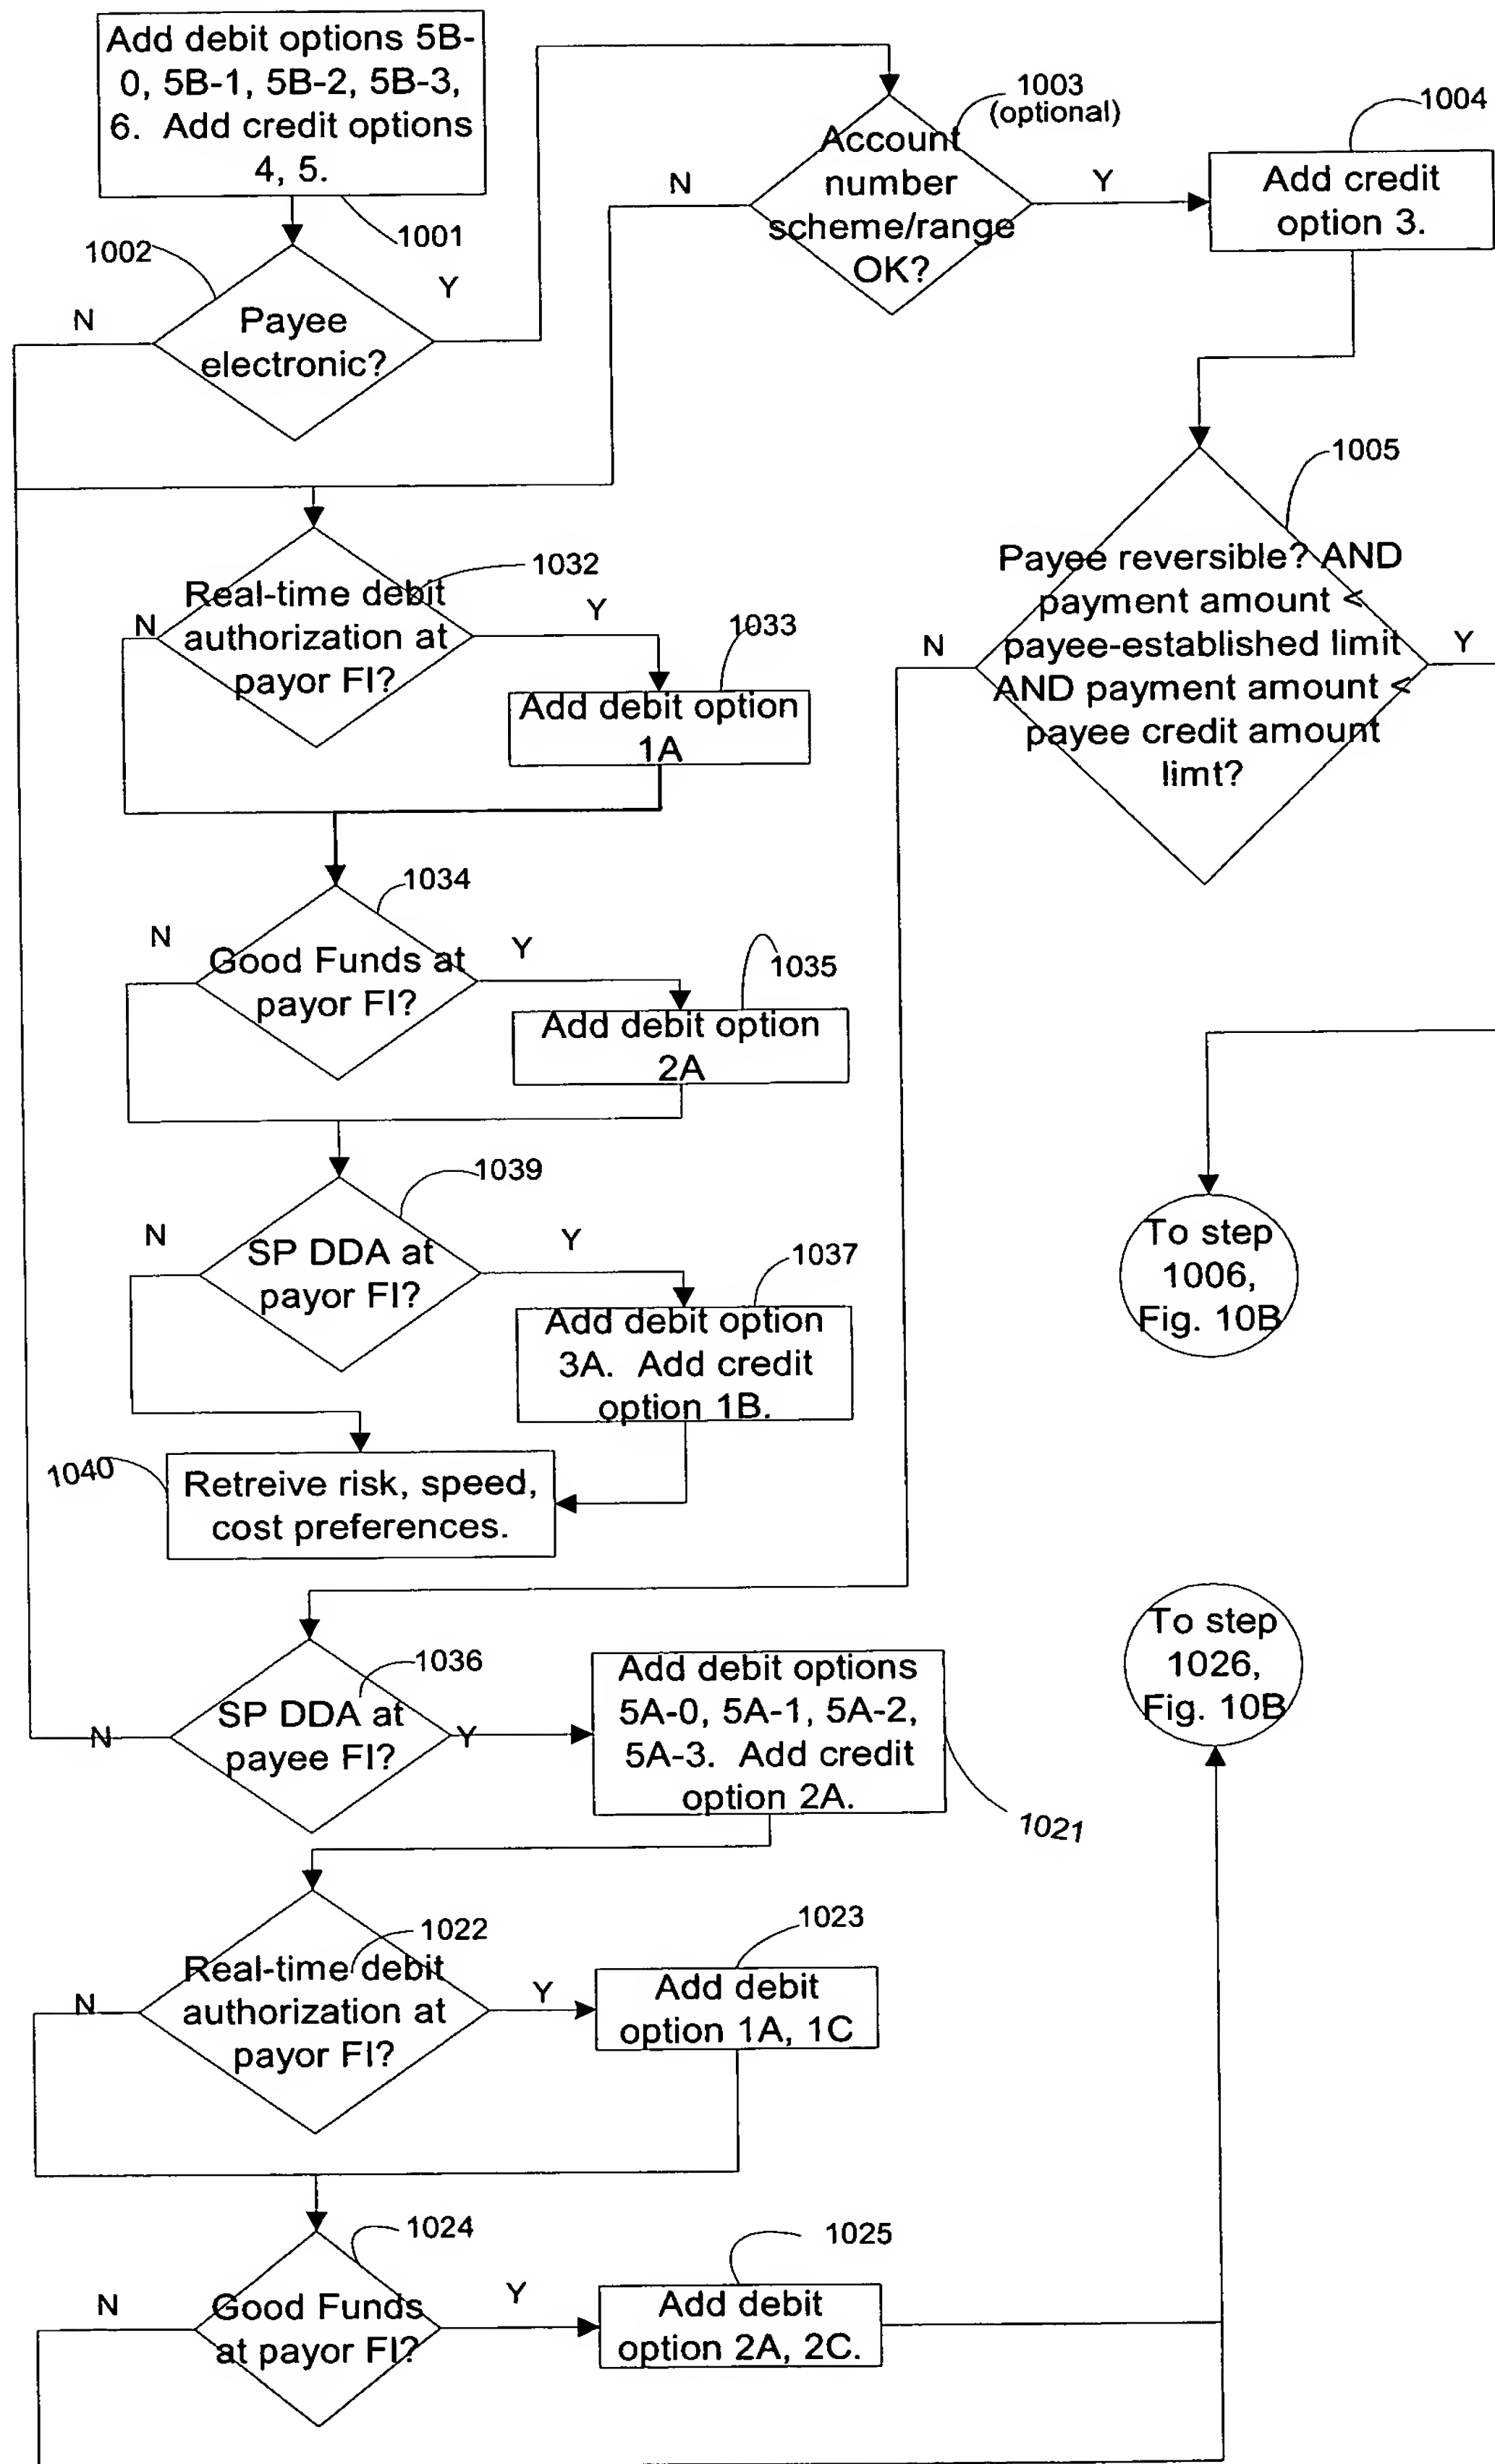 Add debit options 5B-
0, 5B-1, 5B-2, 5B-3,
6. Add credit options
4, 5.
1001
1002
Payee
electronic?
N
Y
1003
(optional)
Account
number
scheme/range
OK?
N
Y
1004
Add credit
option 3.
1005
Payee reversible? AND
payment amount <
payee-established limit
AND payment amount <
payee credit amount
limt?
N
Y
1032
Real-time debit
authorization at
payor FI?
N
Y
1033
Add debit option
1A
1034
Good Funds at
payor FI?
N
Y
1035
Add debit option
2A
1039
SP DDA at
payor FI?
N
Y
1037
Add debit option
3A. Add credit
option 1B.
1040
Retreive risk, speed,
cost preferences.
To step
1006,
Fig. 10B
1036
SP DDA at
payee FI?
N
Y
Add debit options
5A-0, 5A-1, 5A-2,
5A-3. Add credit
option 2A.
1021
To step
1026,
Fig. 10B
1022
Real-time debit
authorization at
payor FI?
N
Y
1023
Add debit
option 1A, 1C
1024
Good Funds
at payor FI?
N
Y
1025
Add debit
option 2A, 2C.